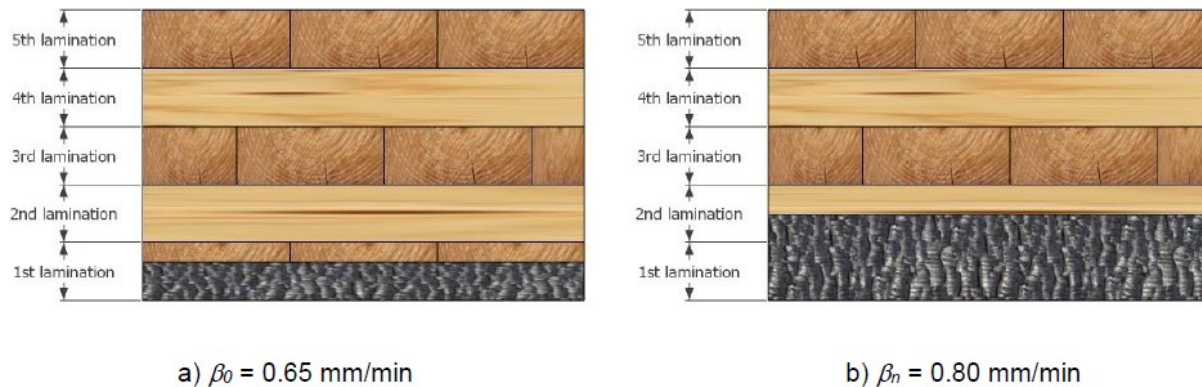 5th lamination
4th lamination
3rd lamination
2nd lamination
1st lamination
5th lamination
4th lamination
3rd lamination
2nd lamination
1st lamination
a) β0 = 0.65 mm/min
b) βn = 0.80 mm/min